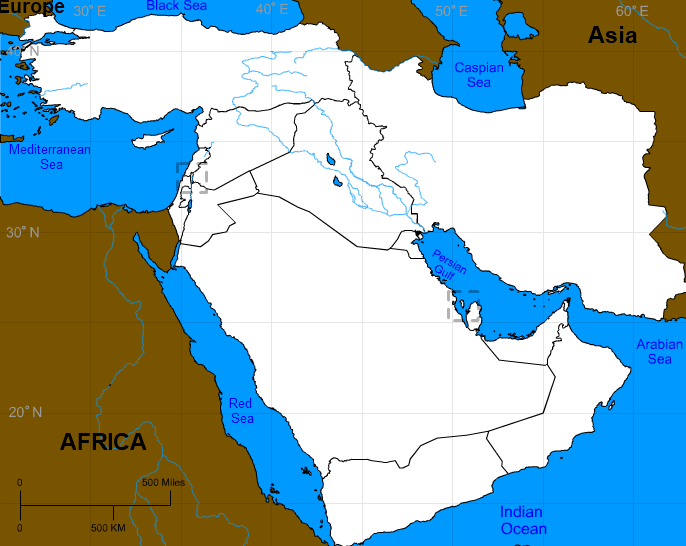 Europe
Black Sea
30° E
40° E
50° E
60° E
Asia
N
Caspian
Sea
Mediterranean
Sea
30° N
Persian
Gulf
Arabian
Sea
20° N
Red
Sea
AFRICA
0
500 Miles
0
500 KM
Indian
Ocean